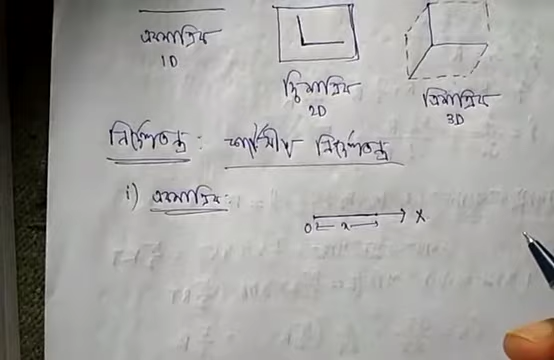 একমাত্রিক
1D
দ্বিমাত্রিক
2D
ত্রিমাত্রিক
3D
নির্দেশতন্ত্র : কার্তেসীয় নির্দেশতন্ত্র
i) একমাত্রিক
O x X